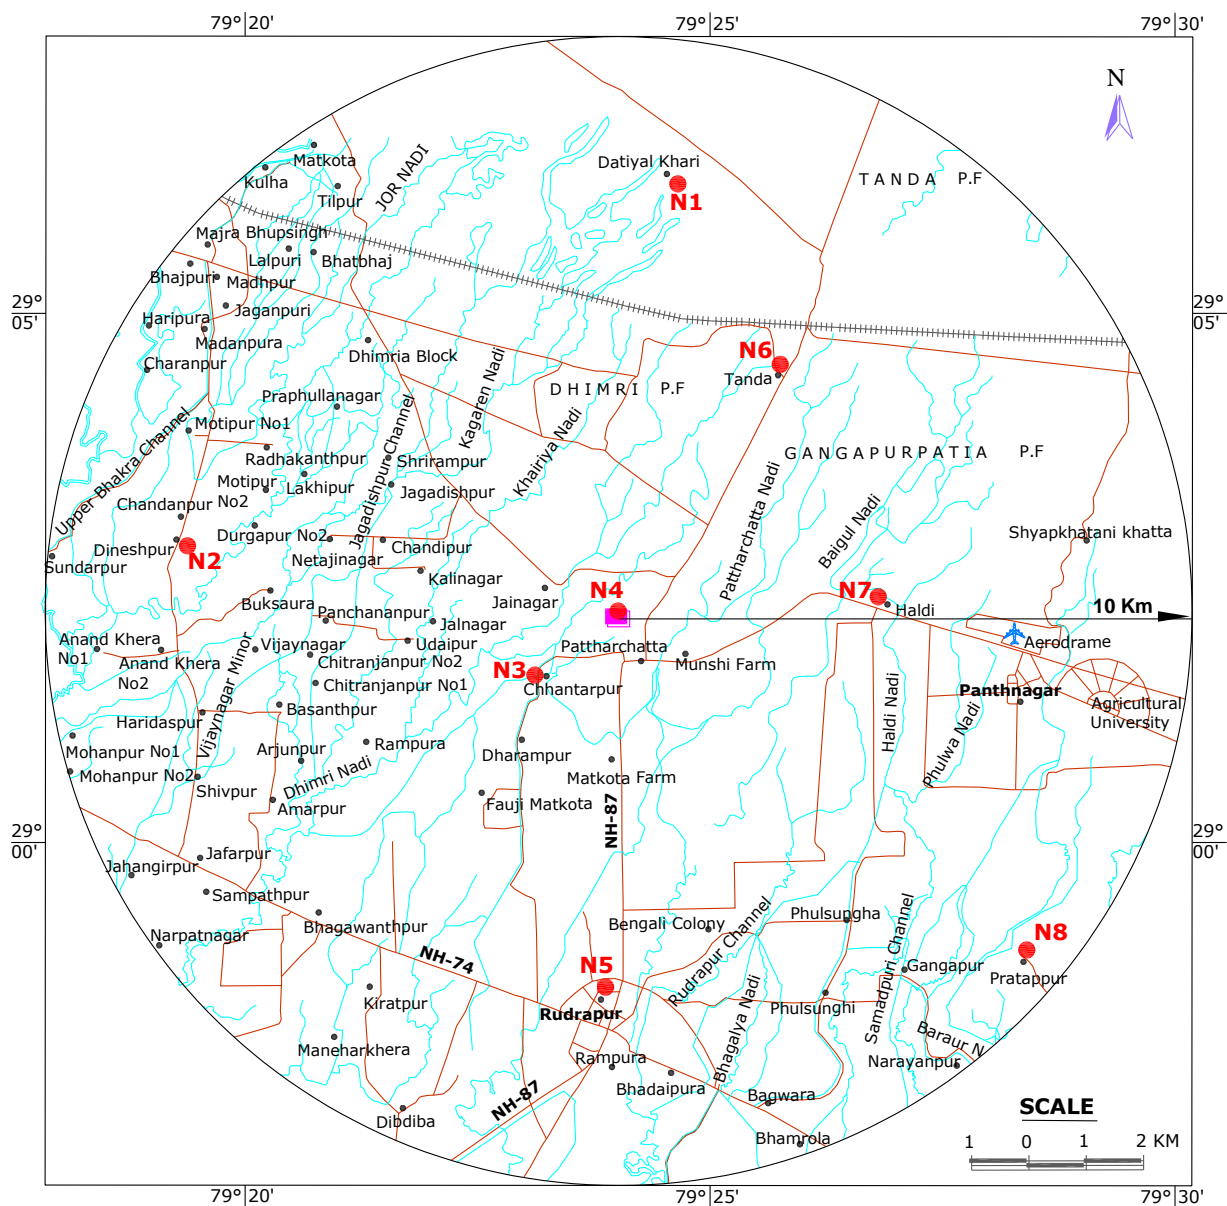 79° 20'
79° 25'
79° 30'
N
Matkota
Kulha
Tilpur
JOR NADI
Datiyal Khari
N1
TANDA P.F
Majra Bhupsingh
Lalpuri
Bhatbhaj
Bhajpuri
Madhpur
Jaganpuri
Haripura
Madanpura
Charanpur
Dhimria Block
29°
05'
29°
05'
N6
Tanda
DHIMRI P.F
Kagaren Nadi
Praphullanagar
Upper Bhakra Channel
Motipur No1
Radhakanthpur
Jagadishpur Channel
Shrirampur
Khairiya Nadi
GANGAPURPATIA P.F
Pattharchatta Nadi
Baigul Nadi
Motipur
No2
Lakhipur
Jagadishpur
Chandanpur
Durgapur No2
Dineshpur
N2
Netajinagar
Chandipur
Shyapkhatani khatta
Sundarpur
Kalinagar
Buksaura
Jainagar
N4
N7
Haldi
10 Km
Panchananpur
Jalnagar
Anand Khera
No1
Anand Khera
No2
Vijaynagar
Udaipur
Chitranjanpur No2
Chitranjanpur No1
Pattharchatta
Munshi Farm
Aerodrame
N3
Chhantarpur
Panthnagar
Agricultural
University
Vijaynagar Minor
Haridaspur
Basanthpur
Haldi Nadi
Phulwa Nadi
Mohanpur No1
Mohanpur No2
Arjunpur
Rampura
Dharampur
Matkota Farm
Shivpur
Dhimri Nadi
Amarpur
Fauji Matkota
NH-87
29°
00'
29°
00'
Jafarpur
Jahangirpur
Sampathpur
Bhagawanthpur
Narpatnagar
NH-74
Bengali Colony
Rudrapur Channel
Phulsungha
Samadpuri Channel
N8
Gangapur
Pratappur
N5
Rudrapur
Kiratpur
Bhagalya Nadi
Phulsunghi
Baraur N
Maneharkhera
Rampura
Bhadaipura
Narayanpur
NH-87
Bagwara
Dibdiba
Bhamrola
SCALE
1 0 1 2 KM
79° 20'
79° 25'
79° 30'